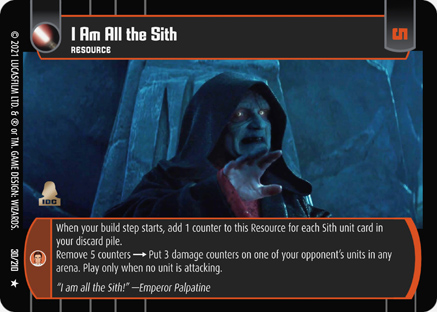 I Am All the Sith
RESOURCE
5
© 2021 LUCASFILM LTD. & ® OR TM. GAME DESIGN: WIZARDS.
IDC
When your build step starts, add 1 counter to this Resource for each Sith unit card in
your discard pile.
Remove 5 counters → Put 3 damage counters on one of your opponent's units in any
arena. Play only when no unit is attacking.
"I am all the Sith!" —Emperor Palpatine